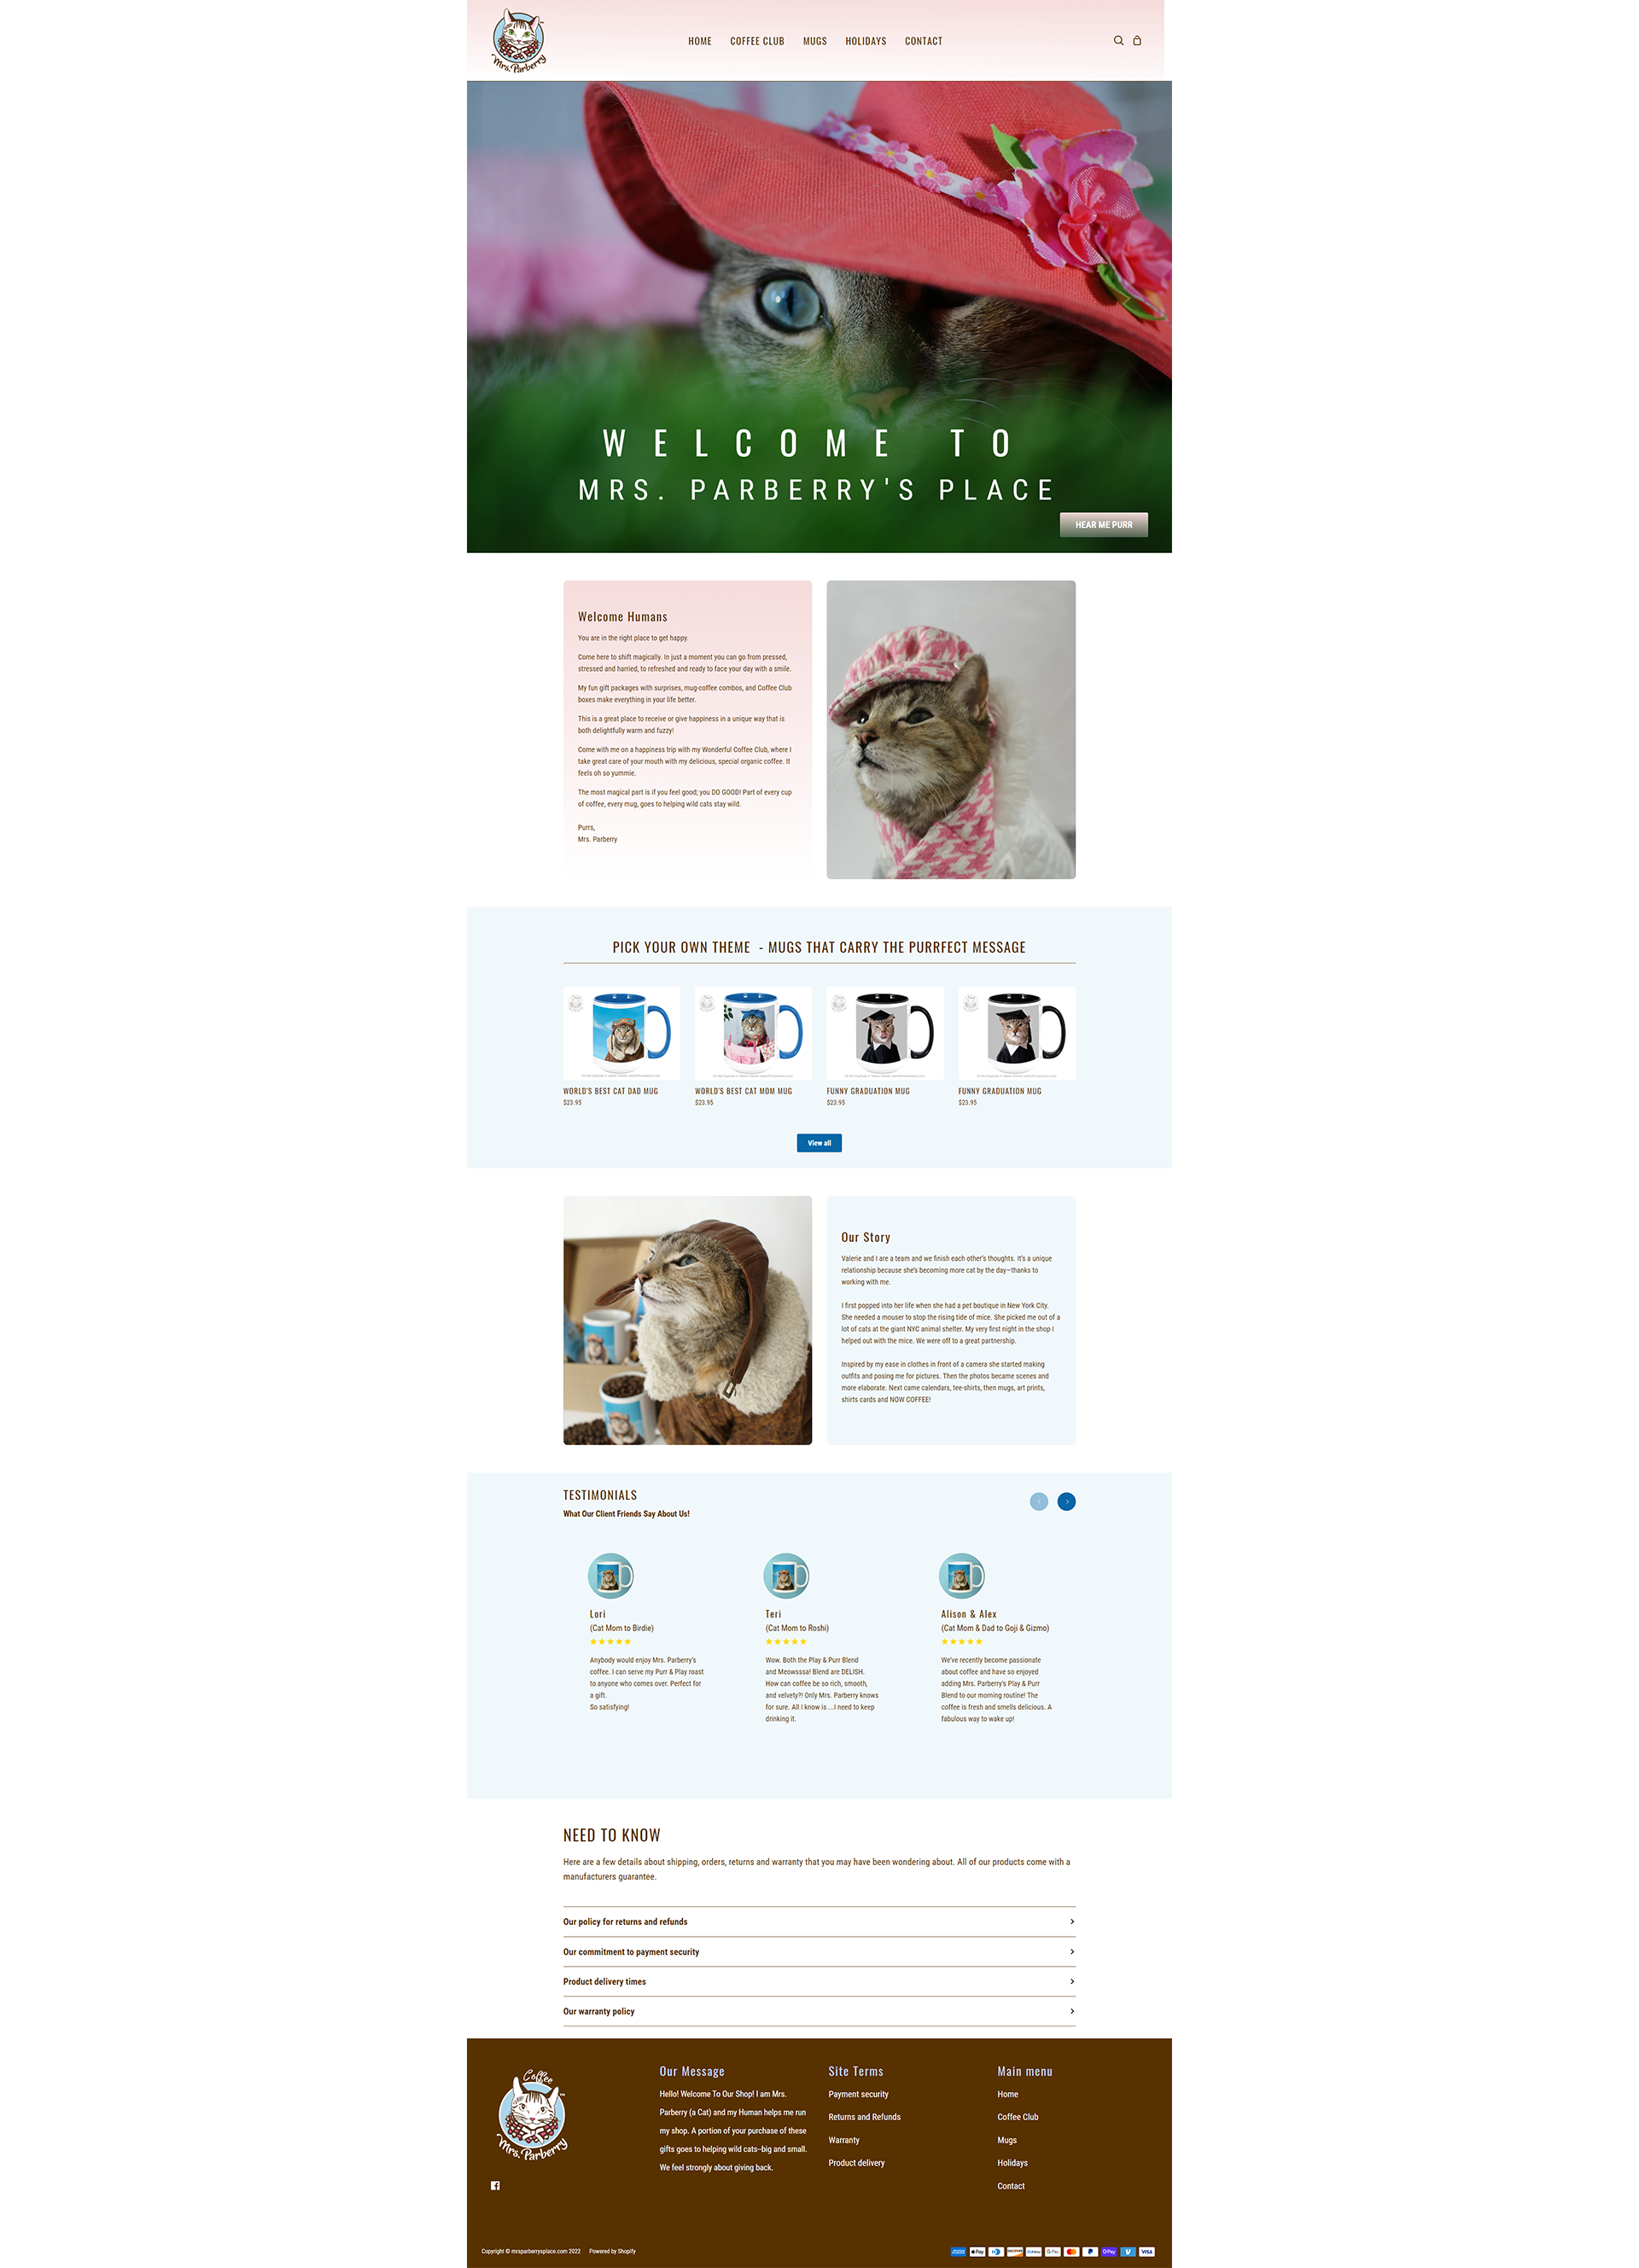 Mrs. Parberry
HOME COFFEE CLUB MUGS HOLIDAYS CONTACT
WELCOME TO
MRS. PARBERRY'S PLACE
HEAR ME PURR
Welcome Humans
You are in the right place to get happy.
Come here to shift magically. In just a moment you can go from pressed,
stressed and harried, to refreshed and ready to face your day with a smile.
My fun gift packages with surprises, mug-coffee combos, and Coffee Club
boxes make everything in your life better.
This is a great place to receive or give happiness in a unique way that is
both delightfully warm and fuzzy!
Come with me on a happiness trip with my Wonderful Coffee Club, where I
take great care of your mouth with my delicious, special organic coffee. It
feels oh so yummie.
The most magical part is if you feel good; you DO GOOD! Part of every cup
of coffee, every mug, goes to helping wild cats stay wild.
Purrs,
Mrs. Parberry
PICK YOUR OWN THEME - MUGS THAT CARRY THE PURRFECT MESSAGE
WORLD'S BEST CAT DAD MUG
$23.95
WORLD'S BEST CAT MOM MUG
$23.95
FUNNY GRADUATION MUG
$23.95
FUNNY GRADUATION MUG
$23.95
View all
Our Story
Valerie and I are a team and we finish each other's thoughts. It's a unique
relationship because she's becoming more cat by the day—thanks to
working with me.
I first popped into her life when she had a pet boutique in New York City.
She needed a mouser to stop the rising tide of mice. She picked me out of a
lot of cats at the giant NYC animal shelter. My very first night in the shop I
helped out with the mice. We were off to a great partnership.
Inspired by my ease in clothes in front of a camera she started making
outfits and posing me for pictures. Then the photos became scenes and
more elaborate. Next came calendars, tee-shirts, then mugs, art prints,
shirts cards and NOW COFFEE!
TESTIMONIALS
What Our Client Friends Say About Us!
Lori
(Cat Mom to Birdie)
Anybody would enjoy Mrs. Parberry's
coffee. I can serve my Purr & Play roast
to anyone who comes over. Perfect for
a gift.
So satisfying!
Teri
(Cat Mom to Roshi)
Wow. Both the Play & Purr Blend
and Meowsssa! Blend are DELISH.
How can coffee be so rich, smooth,
and velvety?! Only Mrs. Parberry knows
for sure. All I know is ...I need to keep
drinking it.
Alison & Alex
(Cat Mom & Dad to Goji & Gizmo)
We've recently become passionate
about coffee and have so enjoyed
adding Mrs. Parberry's Play & Purr
Blend to our morning routine! The
coffee is fresh and smells delicious. A
fabulous way to wake up!
NEED TO KNOW
Here are a few details about shipping, orders, returns and warranty that you may have been wondering about. All of our products come with a
manufacturers guarantee.
Our policy for returns and refunds
Our commitment to payment security
Product delivery times
Our warranty policy
Coffee
Mrs. Parberry
Our Message
Hello! Welcome To Our Shop! I am Mrs.
Parberry (a Cat) and my Human helps me run
my shop. A portion of your purchase of these
gifts goes to helping wild cats–big and small.
We feel strongly about giving back.
Site Terms
Payment security
Returns and Refunds
Warranty
Product delivery
Main menu
Home
Coffee Club
Mugs
Holidays
Contact
Copyright © mrsparberrysplace.com 2022 Powered by Shopify
Pay DISCOVER G Pay Pay VISA